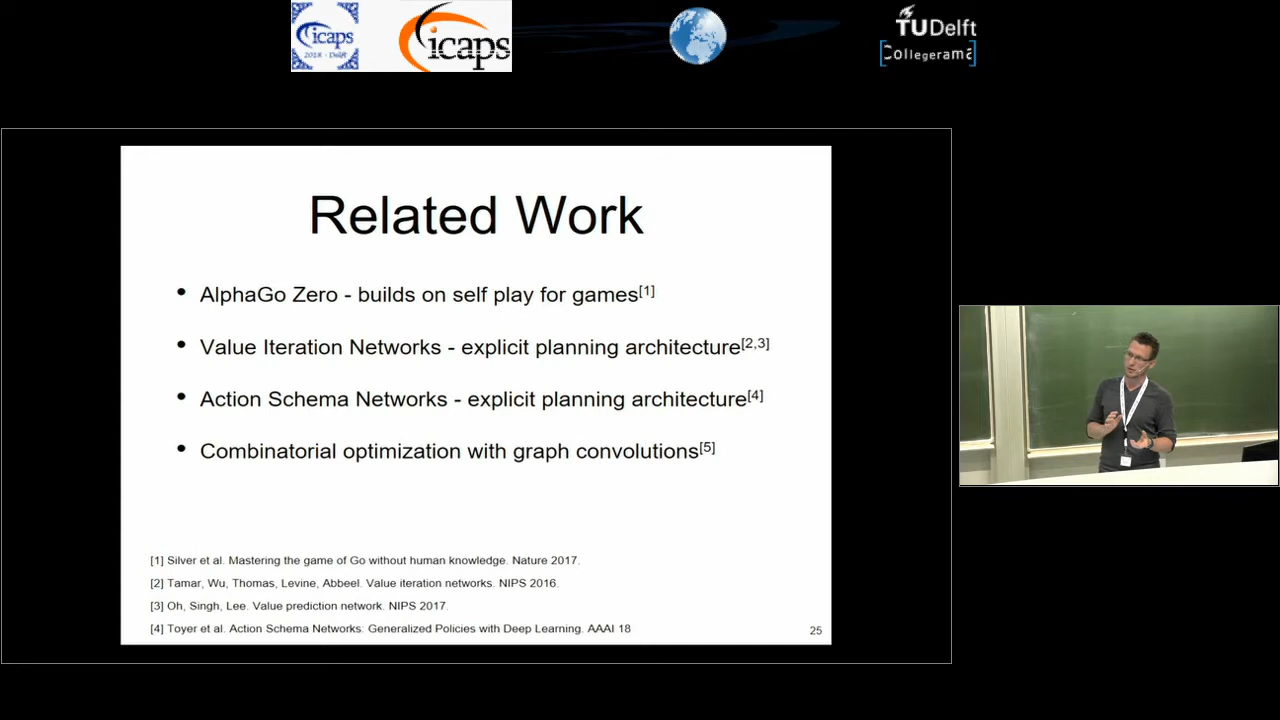 icaps
2018 - Delft
icaps
TUDelft
Collegerama
Related Work
• AlphaGo Zero - builds on self play for games[1]
• Value Iteration Networks - explicit planning architecture[2,3]
• Action Schema Networks - explicit planning architecture[4]
• Combinatorial optimization with graph convolutions[5]
[1] Silver et al. Mastering the game of Go without human knowledge. Nature 2017.
[2] Tamar, Wu, Thomas, Levine, Abbeel. Value iteration networks. NIPS 2016.
[3] Oh, Singh, Lee. Value prediction network. NIPS 2017.
[4] Toyer et al. Action Schema Networks: Generalized Policies with Deep Learning. AAAI 18
25